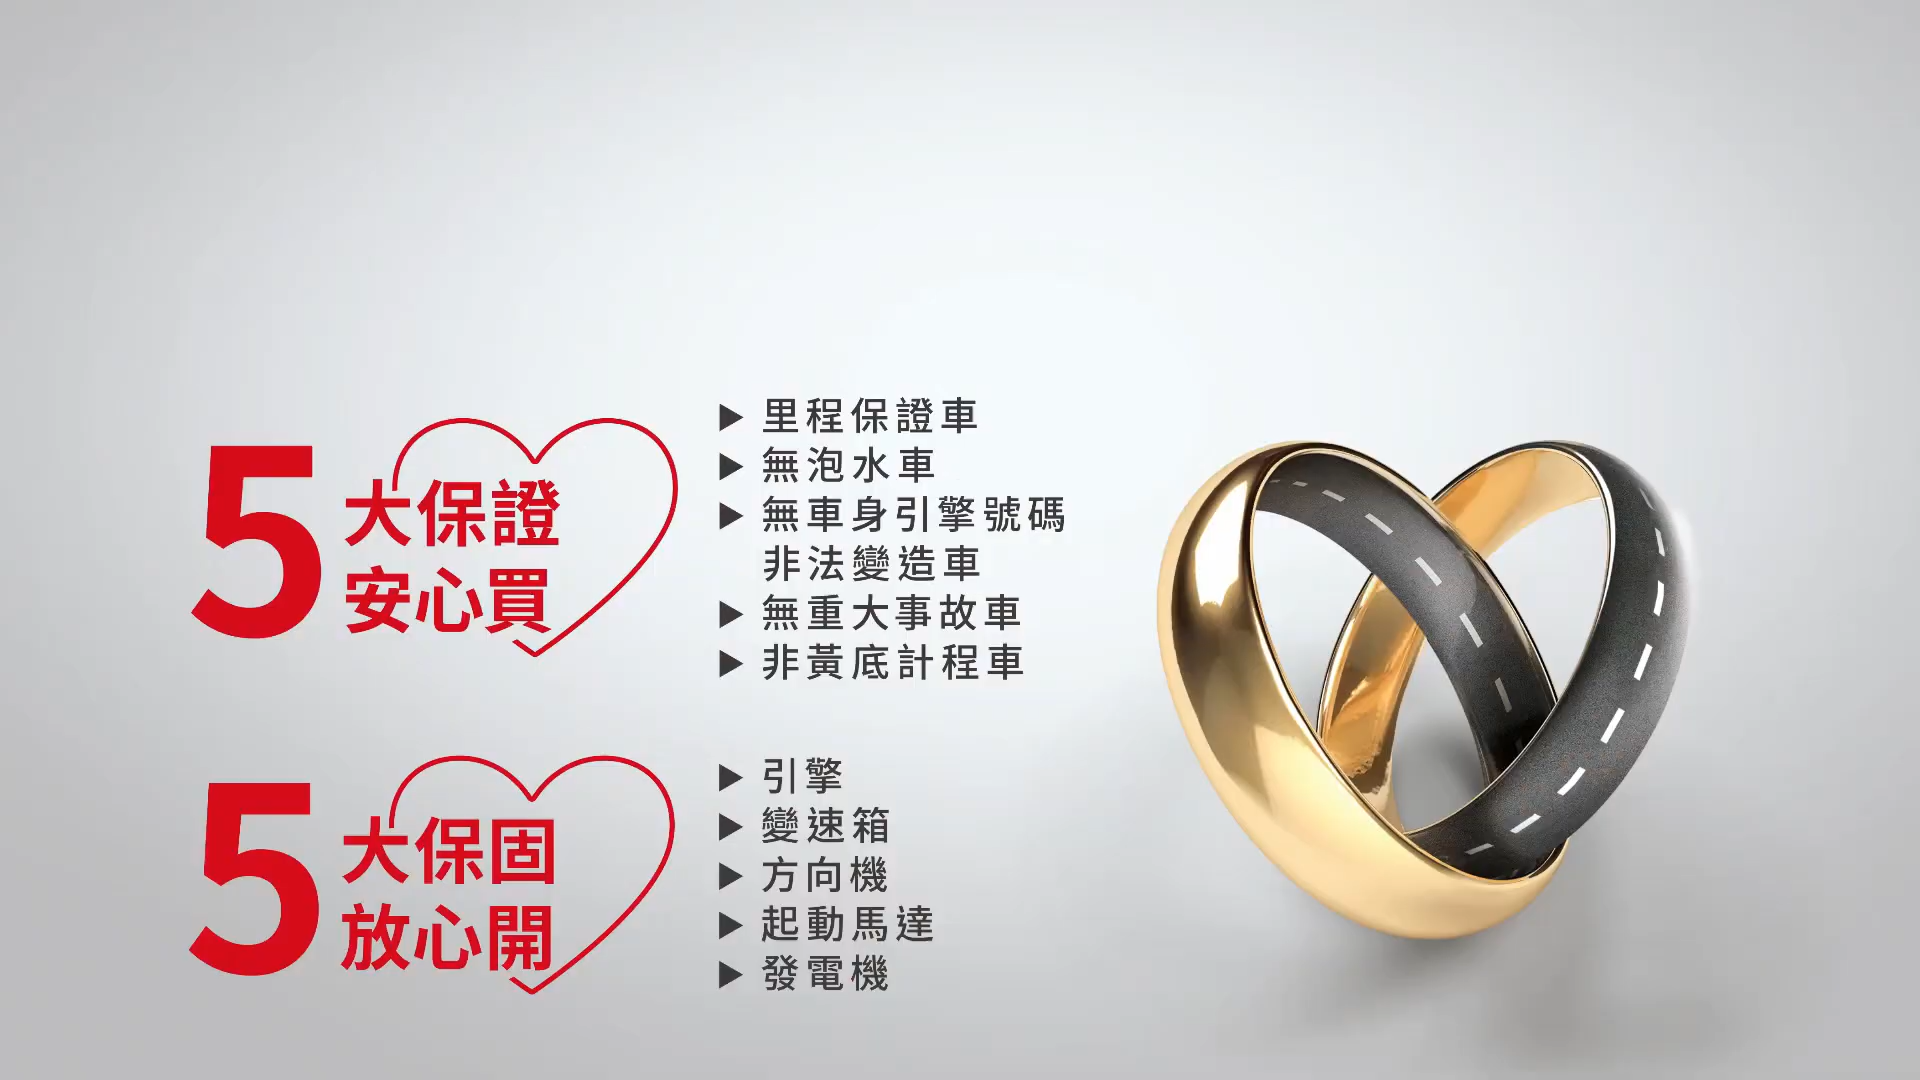 5大保證
安心買
▶ 里程保證車
▶ 無泡水車
▶ 無車身引擎號碼
非法變造車
▶ 無重大事故車
▶ 非黃底計程車
5大保固
放心開
▶ 引擎
▶ 變速箱
▶ 方向機
▶ 起動馬達
▶ 發電機